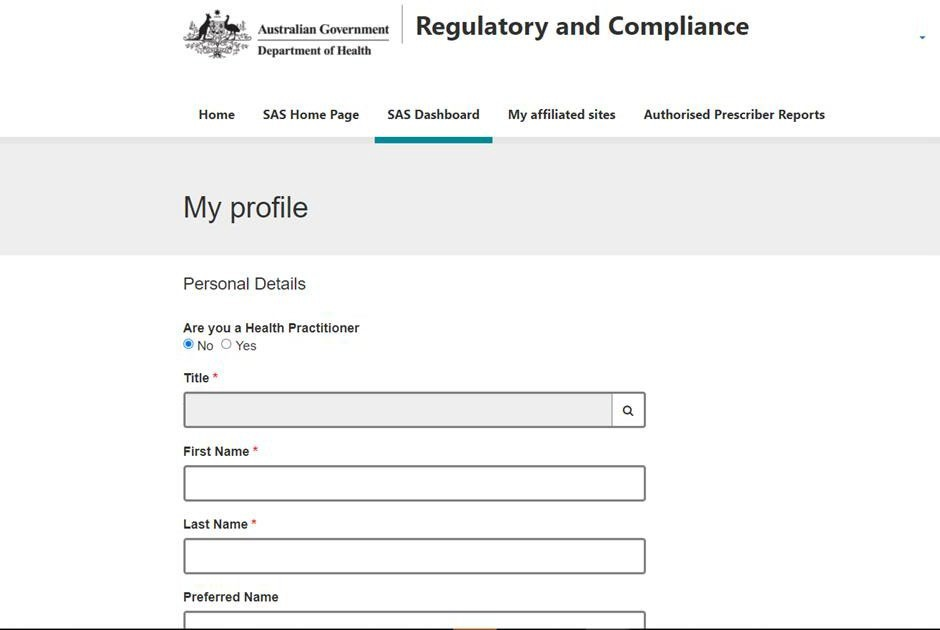 Australian Government
Department of Health
Regulatory and Compliance
Home SAS Home Page SAS Dashboard My affiliated sites Authorised Prescriber Reports
My profile
Personal Details
Are you a Health Practitioner
No Yes
Title *
First Name *
Last Name *
Preferred Name